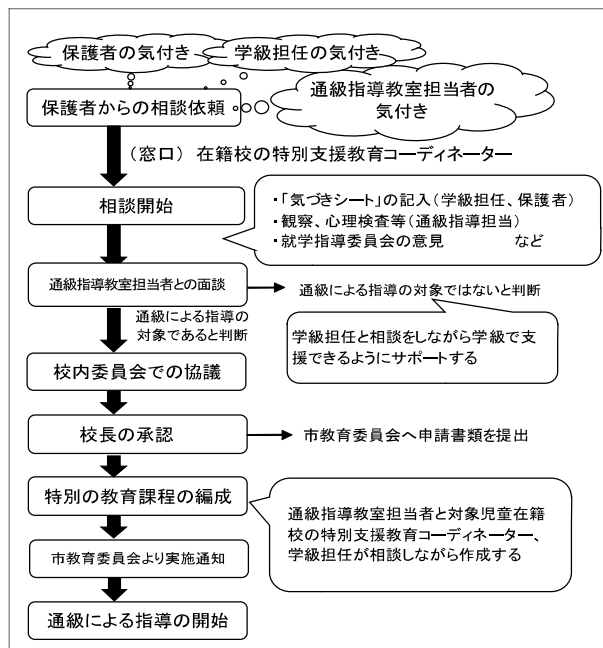 保護者の気付き
学級担任の気付き
通級指導教室担当者の
気付き
保護者からの相談依頼
(窓口) 在籍校の特別支援教育コーディネーター
相談開始
・「気づきシート」の記入(学級担任、保護者)
・観察、心理検査等(通級指導担当)
・就学指導委員会の意見 など
通級指導教室担当者との面談
通級による指導の対象ではないと判断
通級による指導の
対象であると判断
学級担任と相談をしながら学級で支
援できるようにサポートする
校内委員会での協議
校長の承認
市教育委員会へ申請書類を提出
特別の教育課程の編成
通級指導教室担当者と対象児童在籍
校の特別支援教育コーディネーター、
学級担任が相談しながら作成する
市教育委員会より実施通知
通級による指導の開始